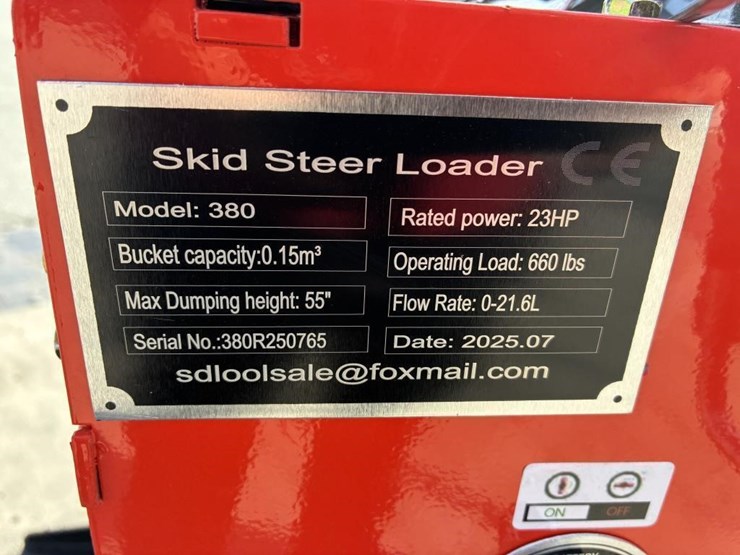 Skid Steer Loader CE
Model: 380
Rated power: 23HP
Bucket capacity:0.15m³
Operating Load: 660 lbs
Max Dumping height: 55"
Flow Rate: 0-21.6L
Serial No.:380R250765
Date: 2025.07
sdloolsale@foxmail.com
ON OFF